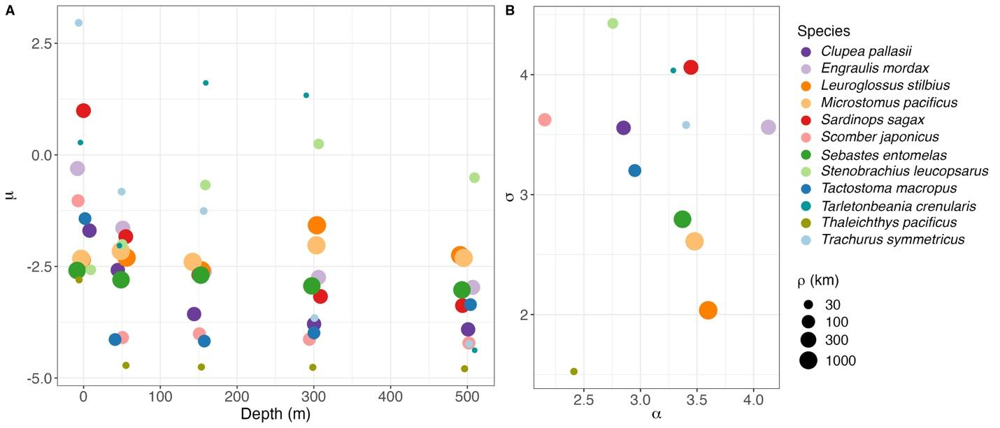 A
μ
2.5
0.0
-2.5
-5.0
0
100
200
300
400
500
Depth (m)
B
σ
4
3
2
2.5
3.0
3.5
4.0
α
Species
Clupea pallasii
Engraulis mordax
Leuroglossus stilbius
Microstomus pacificus
Sardinops sagax
Scomber japonicus
Sebastes entomelas
Stenobrachius leucopsarus
Tactostoma macropus
Tarletonbeania crenularis
Thaleichthys pacificus
Trachurus symmetricus
ρ (km)
30
100
300
1000